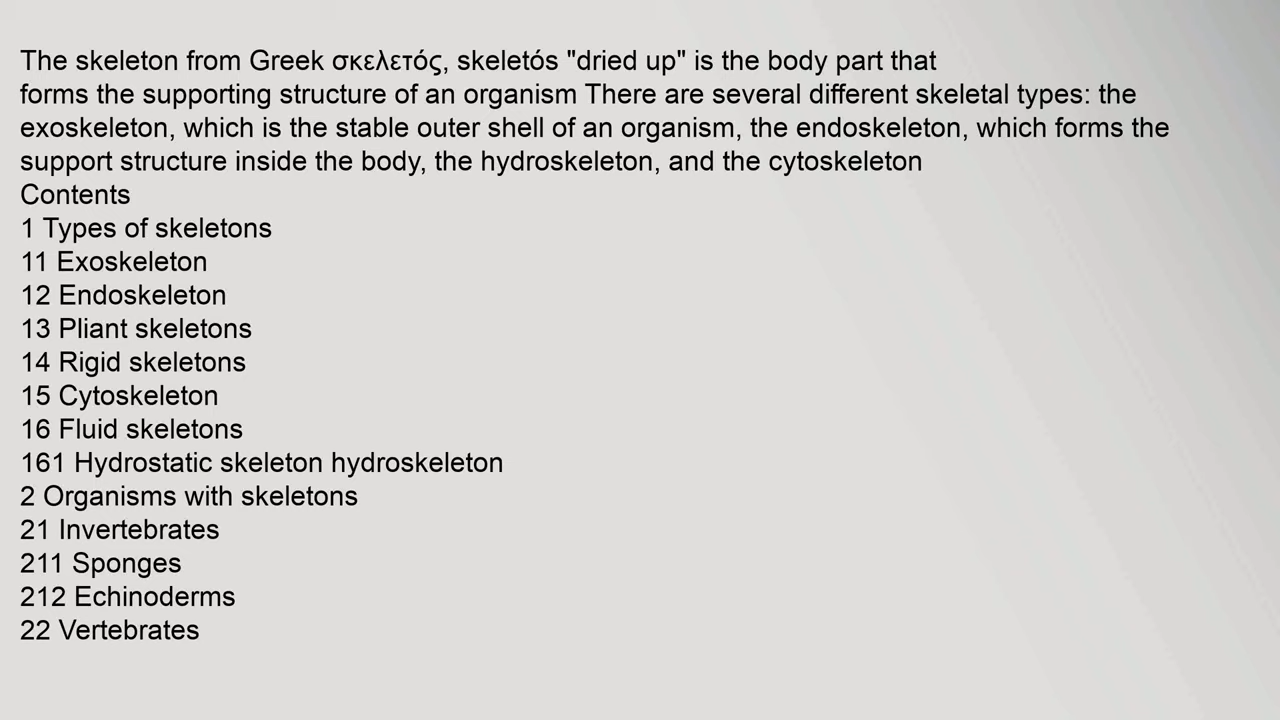 The skeleton from Greek σκελετός, skeletós "dried up" is the body part that
forms the supporting structure of an organism There are several different skeletal types: the
exoskeleton, which is the stable outer shell of an organism, the endoskeleton, which forms the
support structure inside the body, the hydroskeleton, and the cytoskeleton
Contents
1 Types of skeletons
11 Exoskeleton
12 Endoskeleton
13 Pliant skeletons
14 Rigid skeletons
15 Cytoskeleton
16 Fluid skeletons
161 Hydrostatic skeleton hydroskeleton
2 Organisms with skeletons
21 Invertebrates
211 Sponges
212 Echinoderms
22 Vertebrates